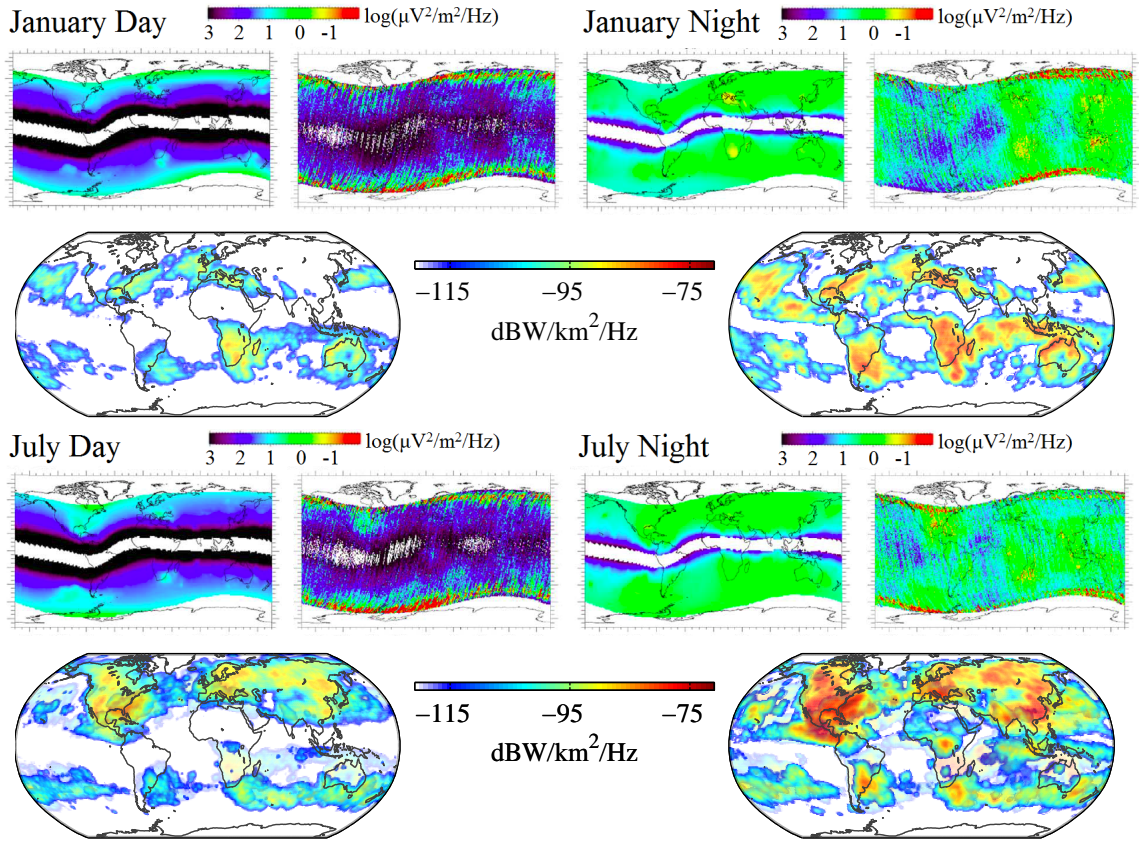 January Day
log(μV²/m²/Hz)
3 2 1 0 -1
January Night
log(μV²/m²/Hz)
3 2 1 0 -1
−115 −95 −75
dBW/km²/Hz
July Day
log(μV²/m²/Hz)
3 2 1 0 -1
July Night
log(μV²/m²/Hz)
3 2 1 0 -1
−115 −95 −75
dBW/km²/Hz